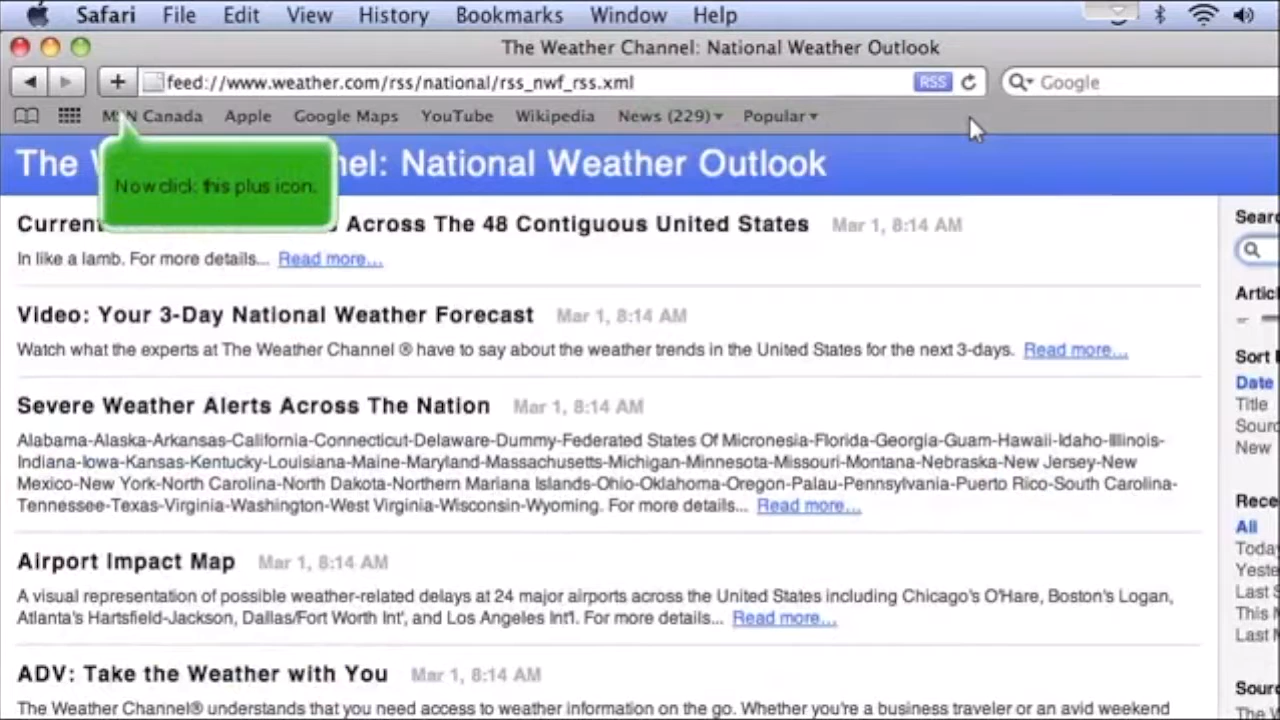 Safari File Edit View History Bookmarks Window Help
The Weather Channel: National Weather Outlook
feed://www.weather.com/rss/national/rss_nwf_rss.xml RSS Google
Canada Apple Google Maps YouTube Wikipedia News (229) Popular
The Channel: National Weather Outlook
Now click this plus icon.
Current Across The 48 Contiguous United States Mar 1, 8:14 AM
In like a lamb. For more details... Read more...
Video: Your 3-Day National Weather Forecast Mar 1, 8:14 AM
Watch what the experts at The Weather Channel ® have to say about the weather trends in the United States for the next 3-days. Read more...
Severe Weather Alerts Across The Nation Mar 1, 8:14 AM
Alabama-Alaska-Arkansas-California-Connecticut-Delaware-Dummy-Federated States Of Micronesia-Florida-Georgia-Guam-Hawaii-Idaho-Illinois-
Indiana-Iowa-Kansas-Kentucky-Louisiana-Maine-Maryland-Massachusetts-Michigan-Minnesota-Missouri-Montana-Nebraska-New Jersey-New
Mexico-New York-North Carolina-North Dakota-Northern Mariana Islands-Ohio-Oklahoma-Oregon-Palau-Pennsylvania-Puerto Rico-South Carolina-
Tennessee-Texas-Virginia-Washington-West Virginia-Wisconsin-Wyoming. For more details... Read more...
Airport Impact Map Mar 1, 8:14 AM
A visual representation of possible weather-related delays at 24 major airports across the United States including Chicago's O'Hare, Boston's Logan,
Atlanta's Hartsfield-Jackson, Dallas/Fort Worth Int', and Los Angeles Int'l. For more details... Read more...
ADV: Take the Weather with You Mar 1, 8:14 AM
The Weather Channel® understands that you need access to weather information on the go. Whether you're a business traveler or an avid weekend
Sort
Date
Title
New
All